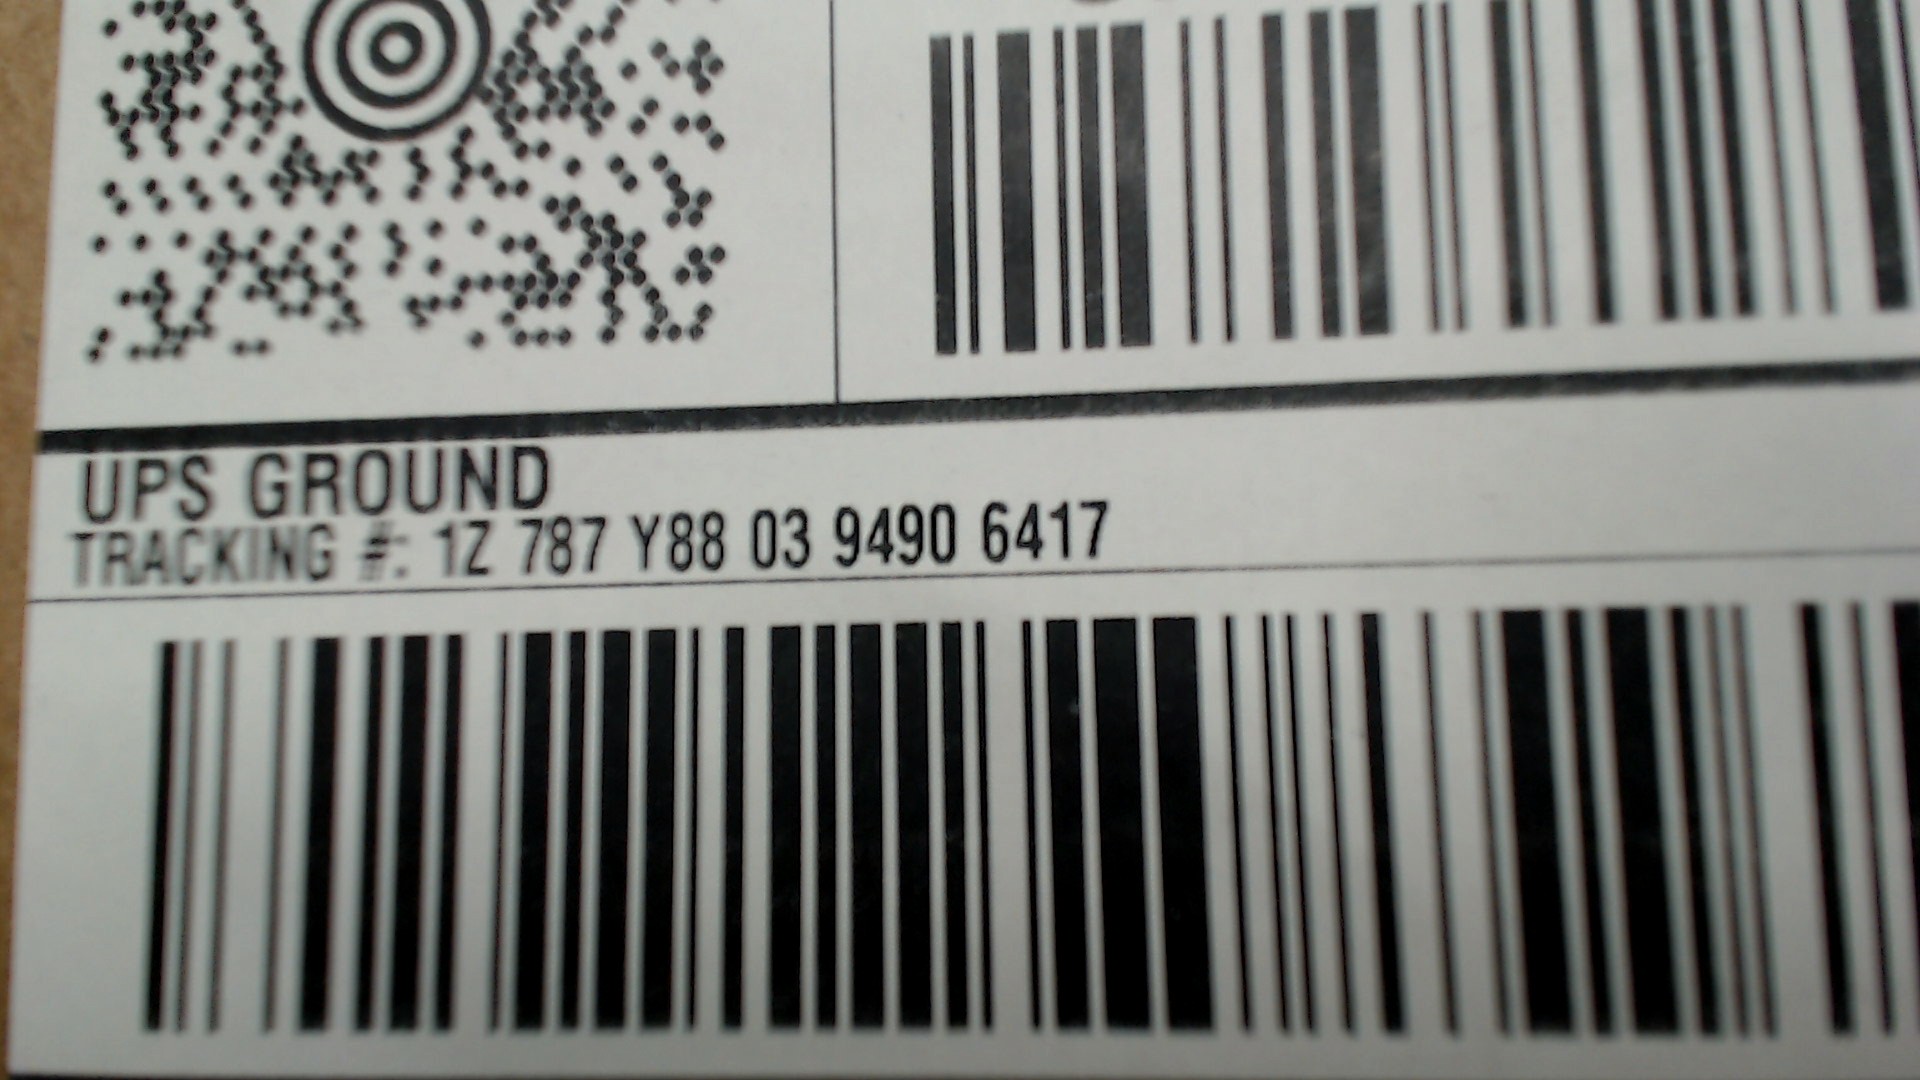 UPS GROUND
TRACKING #: 1Z 787 Y88 03 9490 6417